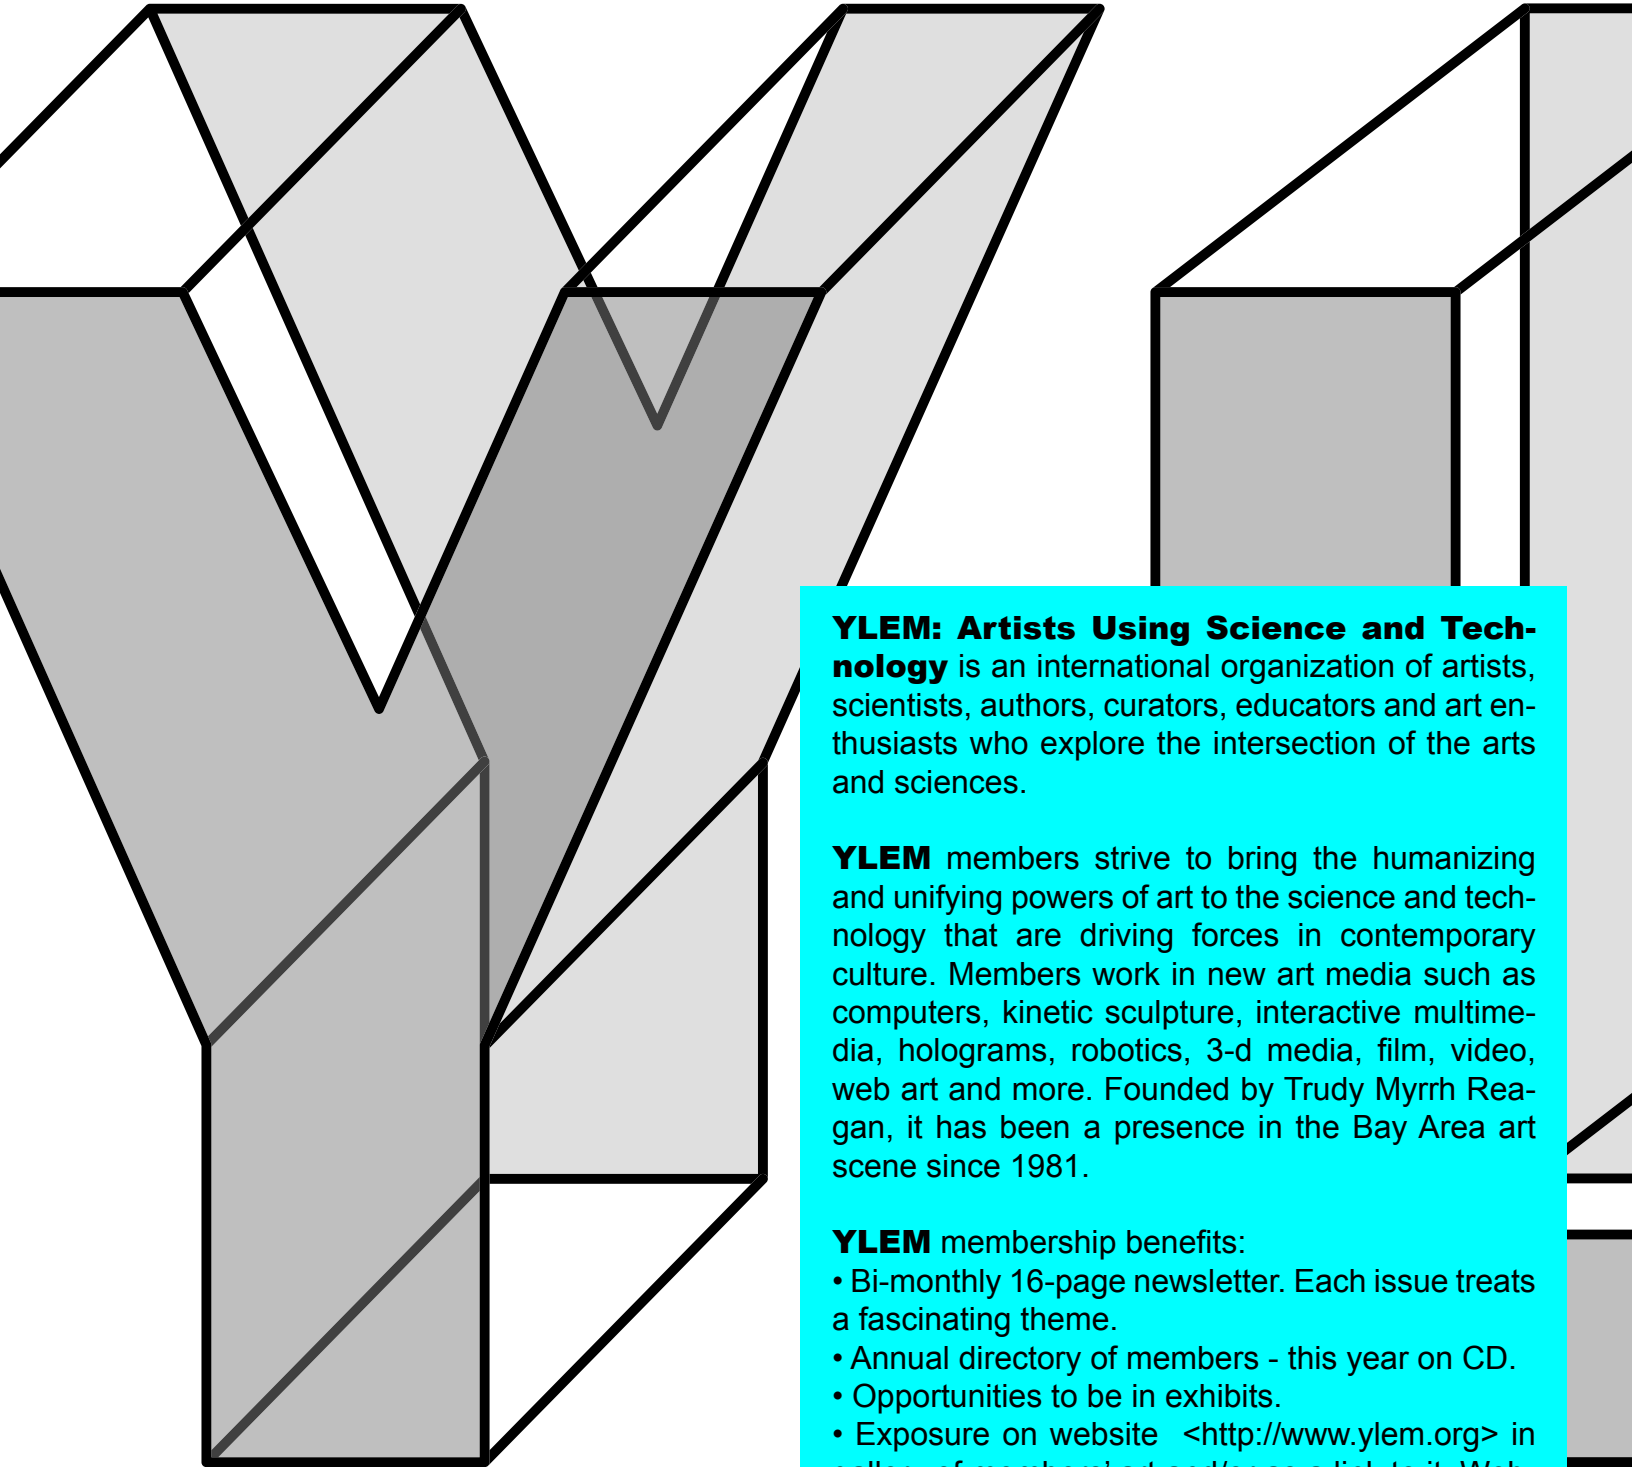 YLEM: Artists Using Science and Tech-
nology is an international organization of artists,
scientists, authors, curators, educators and art en-
thusiasts who explore the intersection of the arts
and sciences.
YLEM members strive to bring the humanizing
and unifying powers of art to the science and tech-
nology that are driving forces in contemporary
culture. Members work in new art media such as
computers, kinetic sculpture, interactive multime-
dia, holograms, robotics, 3-d media, film, video,
web art and more. Founded by Trudy Myrrh Rea-
gan, it has been a presence in the Bay Area art
scene since 1981.
YLEM membership benefits:
• Bi-monthly 16-page newsletter. Each issue treats
a fascinating theme.
• Annual directory of members - this year on CD.
• Opportunities to be in exhibits.
• Exposure on website <http://www.ylem.org> in